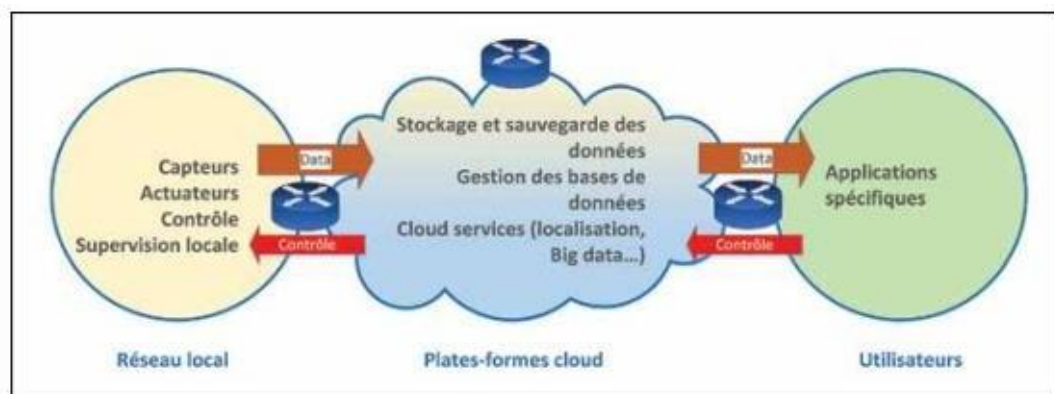 Capteurs
Actuateurs
Contrôle
Supervision locale
Data
Contrôle
Stockage et sauvegarde des
données
Gestion des bases de
données
Cloud services (localisation,
Big data...)
Data
Contrôle
Applications
spécifiques
Réseau local
Plates-formes cloud
Utilisateurs